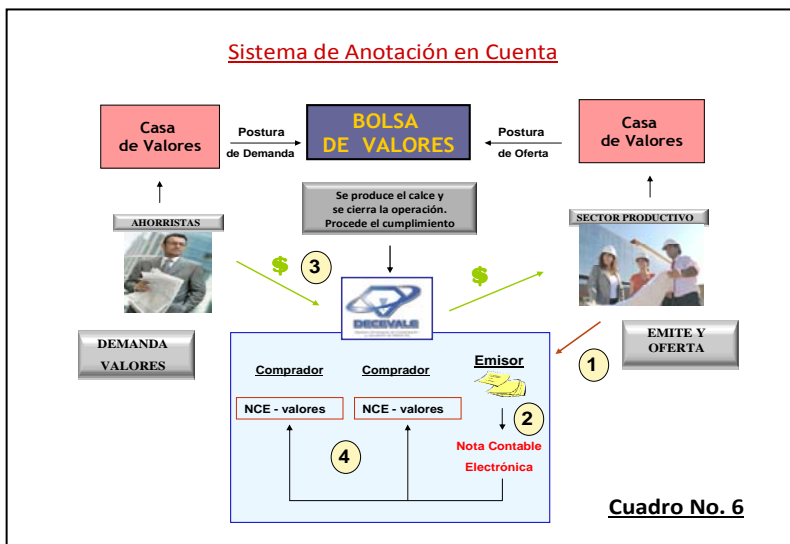 Sistema de Anotación en Cuenta
Casa
de Valores
Postura
de Demanda
BOLSA
DE VALORES
Postura
de Oferta
Casa
de Valores
Se produce el calce y
se cierra la operación.
Procede el cumplimiento
AHORRISTAS
SECTOR PRODUCTIVO
$
3
$
DECEVALE
DEMANDA
VALORES
EMITE Y
OFERTA
1
Comprador
Comprador
Emisor
NCE - valores
NCE - valores
2
Nota Contable
Electrónica
4
Cuadro No. 6